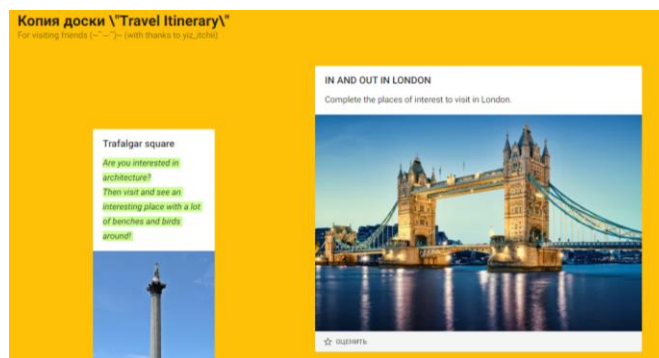 Копия доски \"Travel Itinerary\"
For visiting friends (~˘⌣˘)~ (with thanks to yiz_itchii)
IN AND OUT IN LONDON
Complete the places of interest to visit in London.
Trafalgar square
Are you interested in
architecture?
Then visit and see an
interesting place with a lot
of benches and birds
around!
оценить